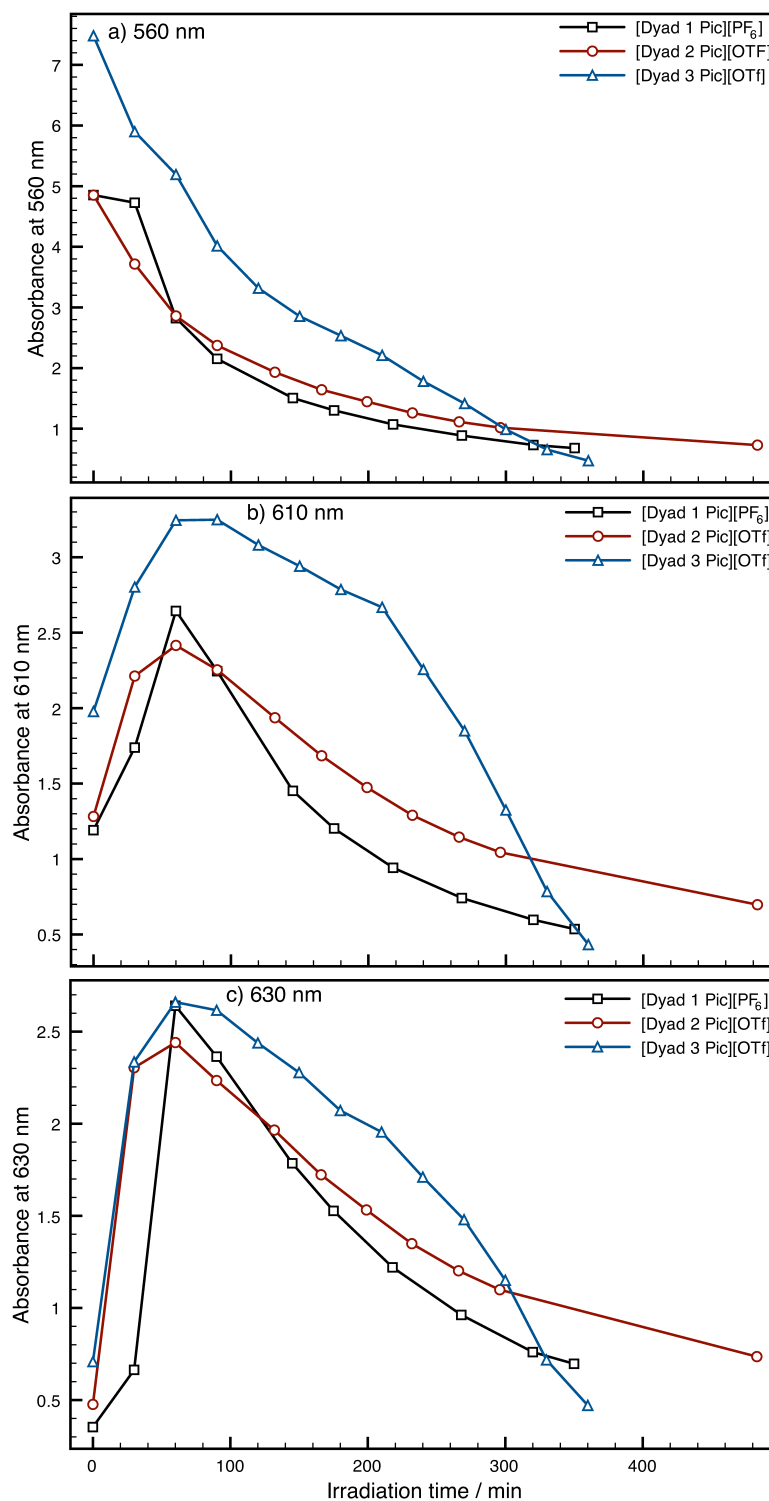 a) 560 nm
[Dyad 1 Pic][PF6]
[Dyad 2 Pic][OTF]
[Dyad 3 Pic][OTf]
Absorbance at 560 nm
7
6
5
4
3
2
1
b) 610 nm
[Dyad 1 Pic][PF6]
[Dyad 2 Pic][OTf]
[Dyad 3 Pic][OTf]
Absorbance at 610 nm
3
2.5
2
1.5
1
0.5
c) 630 nm
[Dyad 1 Pic][PF6]
[Dyad 2 Pic][OTf]
[Dyad 3 Pic][OTf]
Absorbance at 630 nm
2.5
2
1.5
1
0.5
0 100 200 300 400
Irradiation time / min